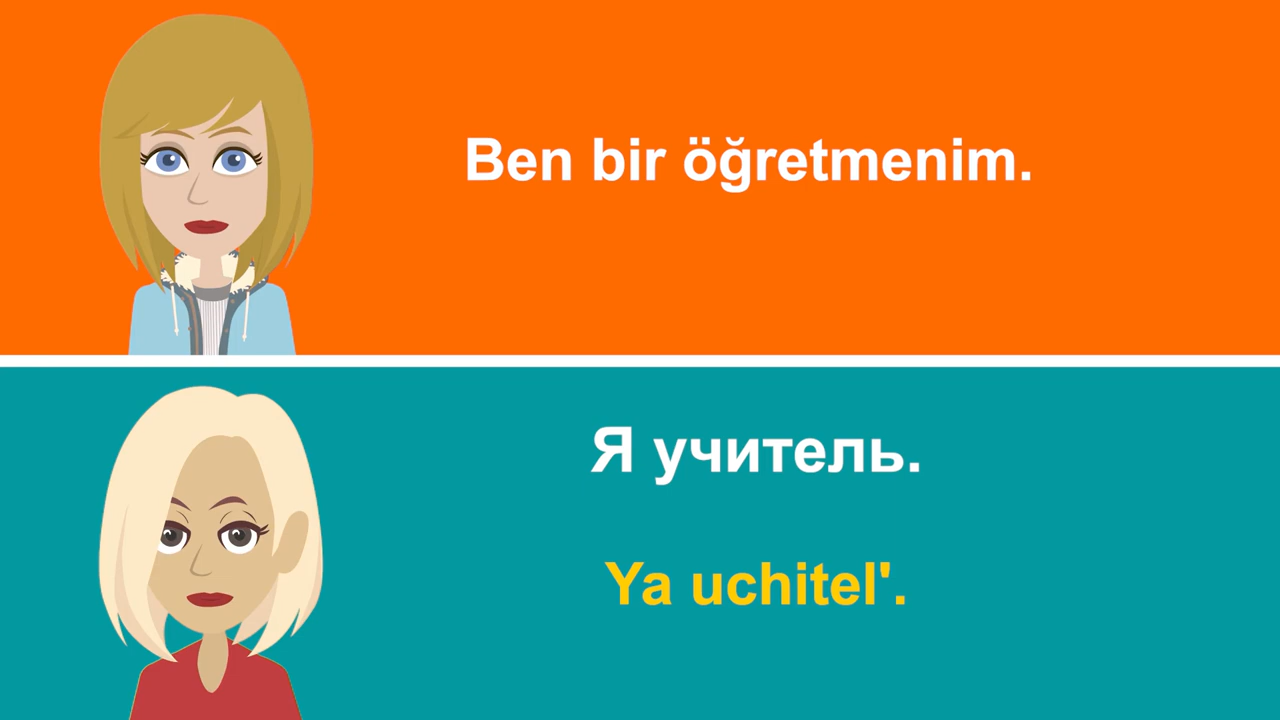 Ben bir öğretmenim.
Я учитель.
Ya uchitel'.